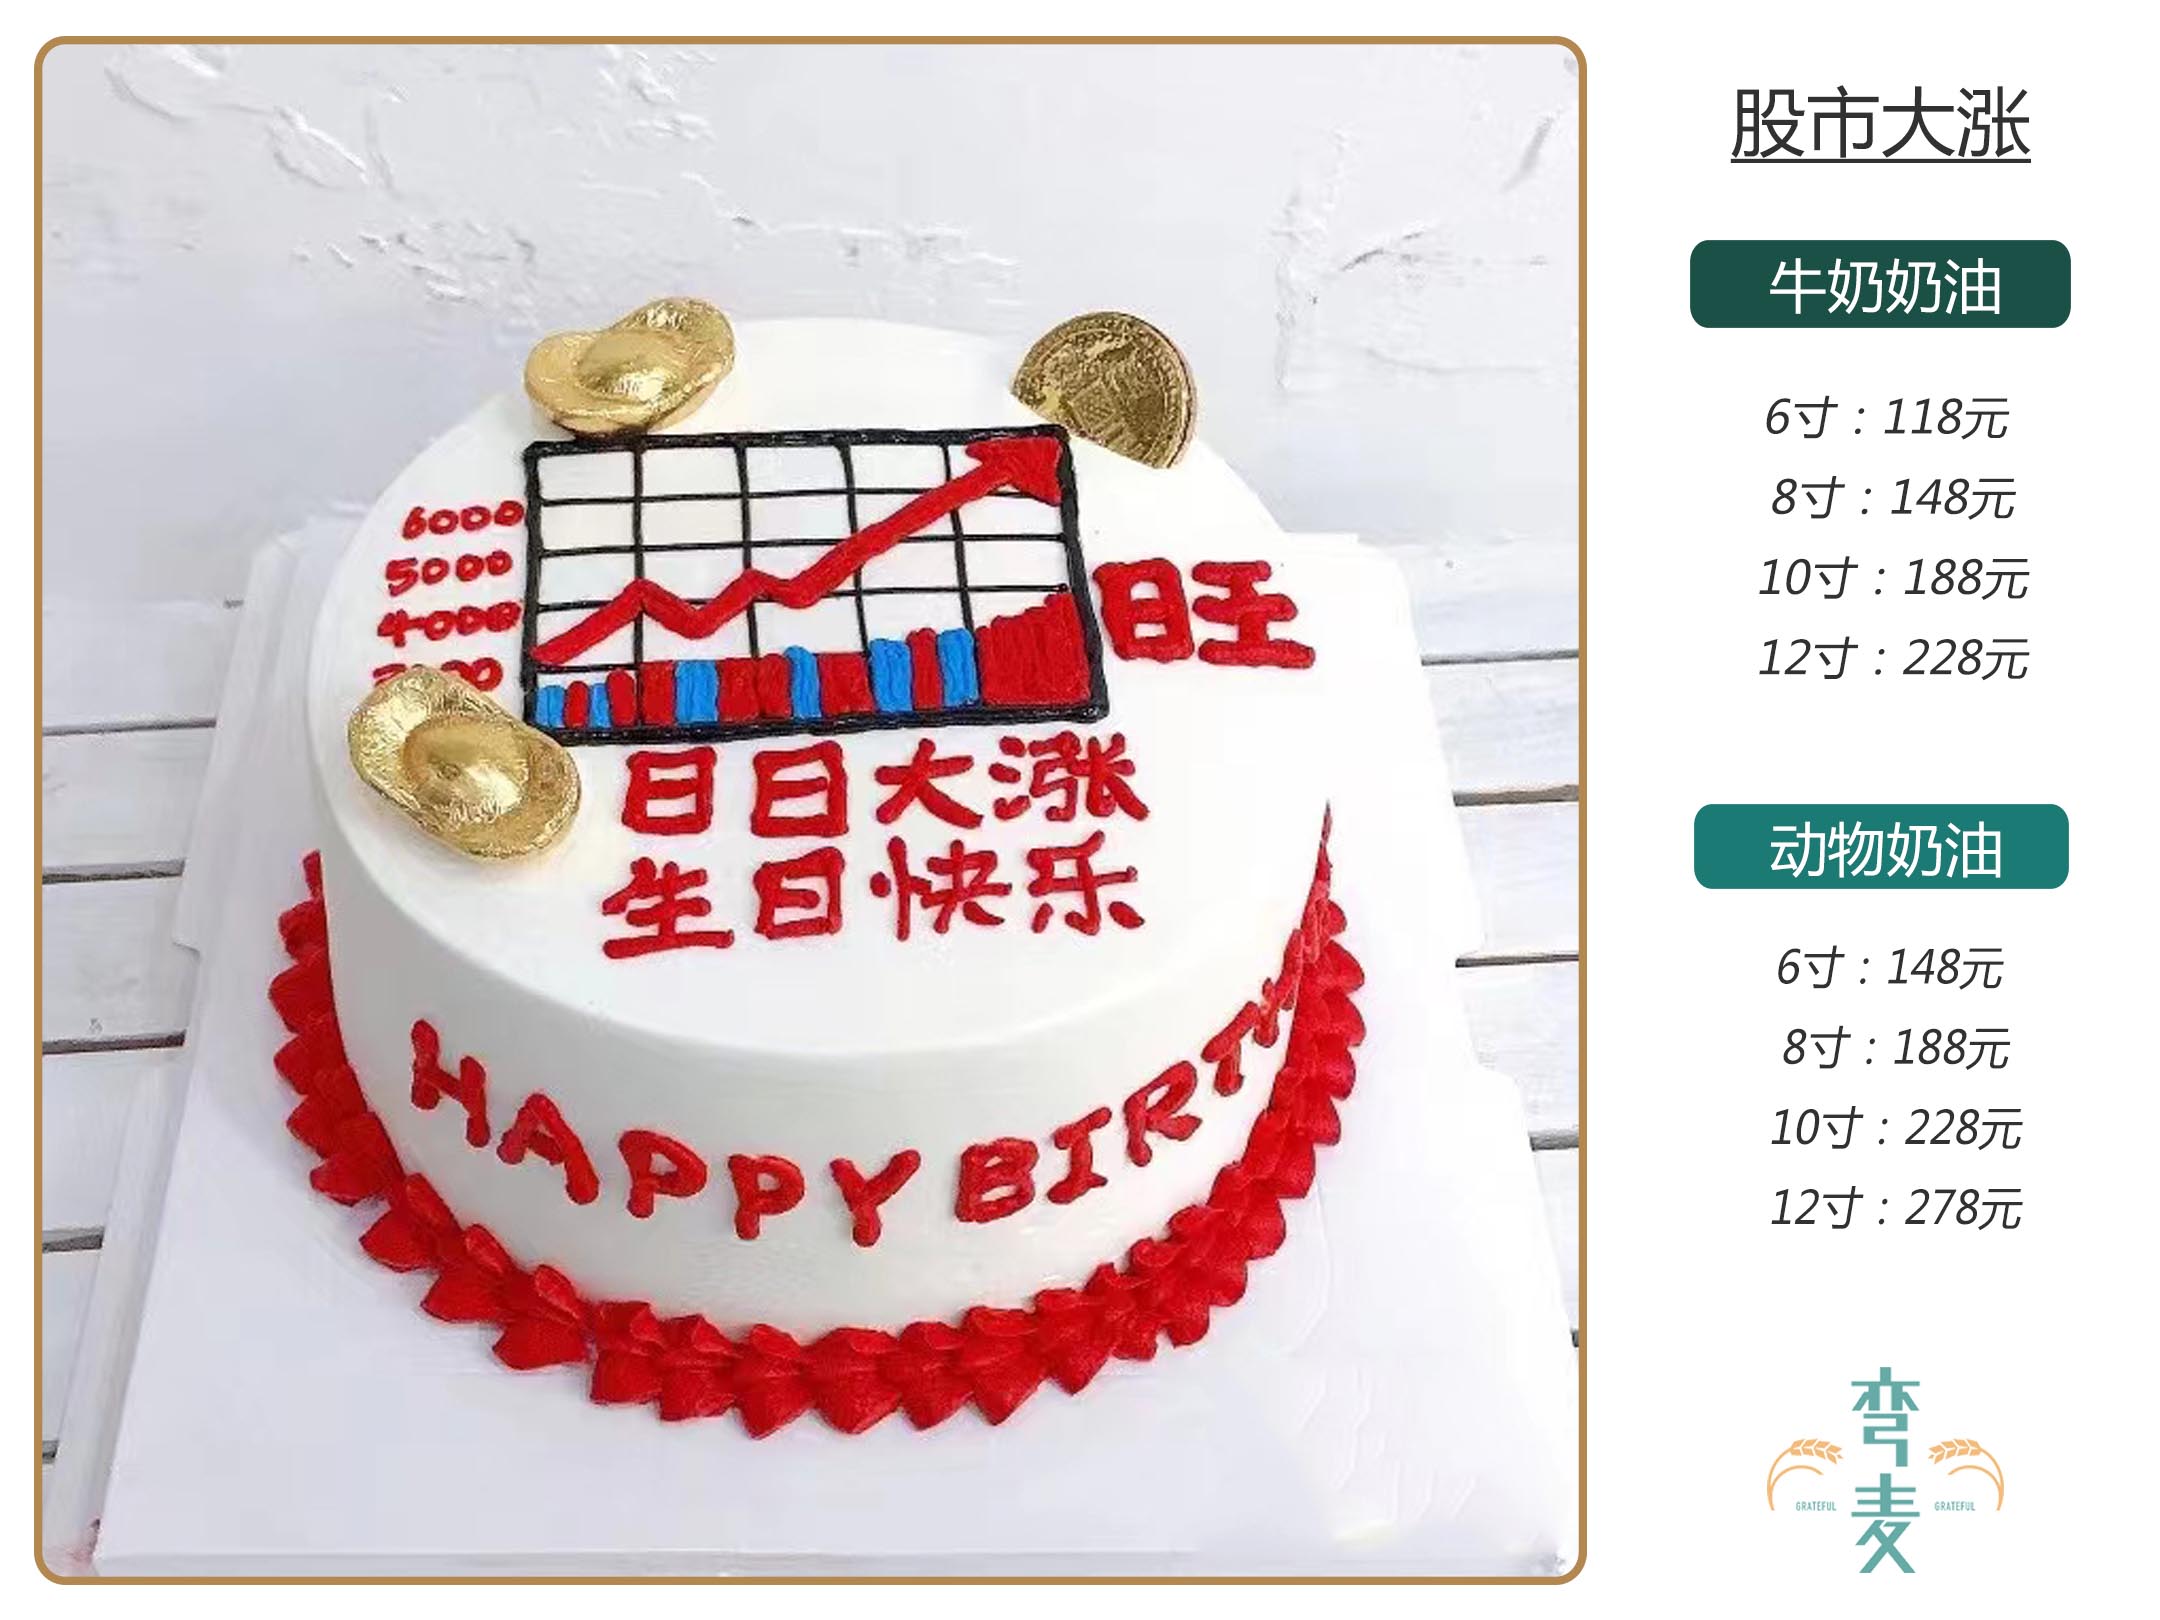 股市大涨
牛奶奶油
6寸：118元
8寸：148元
10寸：188元
12寸：228元
动物奶油
6寸：148元
8寸：188元
10寸：228元
12寸：278元
弯麦
GRATEFUL GRATEFUL
6000
5000
4000
旺
日日大涨
生日快乐
HAPPY BIRTH